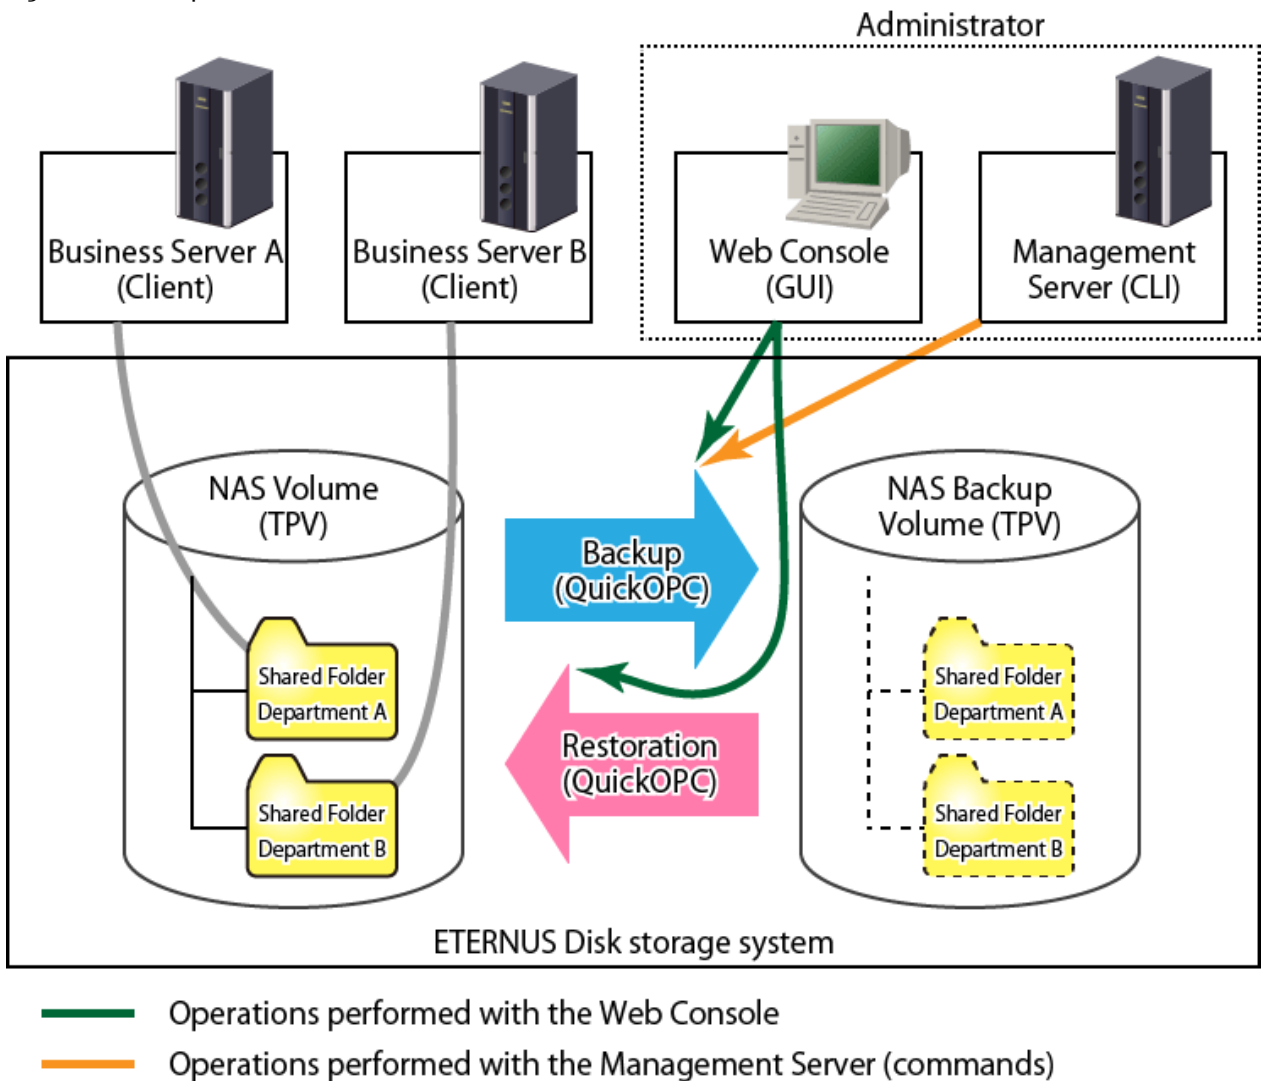 Administrator
Business Server A
(Client)
Business Server B
(Client)
Web Console
(GUI)
Management
Server (CLI)
NAS Volume
(TPV)
NAS Backup
Volume (TPV)
Backup
(QuickOPC)
Shared Folder
Department A
Shared Folder
Department B
Restoration
(QuickOPC)
Shared Folder
Department A
Shared Folder
Department B
ETERNUS Disk storage system
Operations performed with the Web Console
Operations performed with the Management Server (commands)